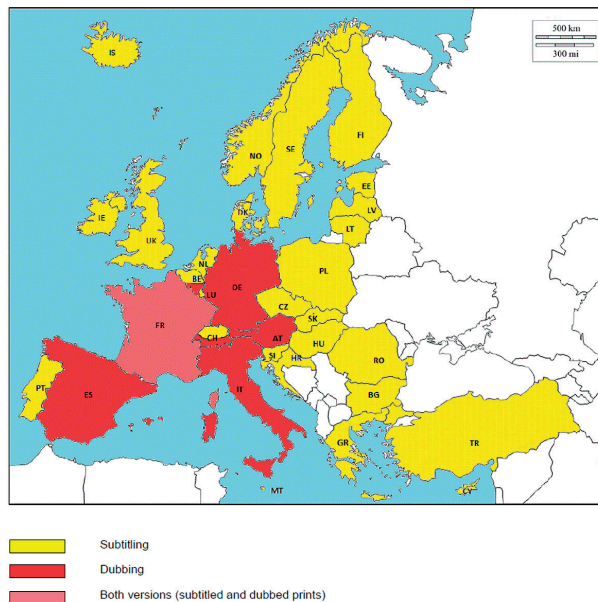 500 km
300 mi
IS
FI
NO
SE
EE
LV
DK
LT
IE
UK
NL
PL
BE
DE
LU
CZ
SK
FR
CH
AT
HU
SI
HR
RO
PT
ES
IT
BG
GR
TR
MT
CY
Subtitling
Dubbing
Both versions (subtitled and dubbed prints)